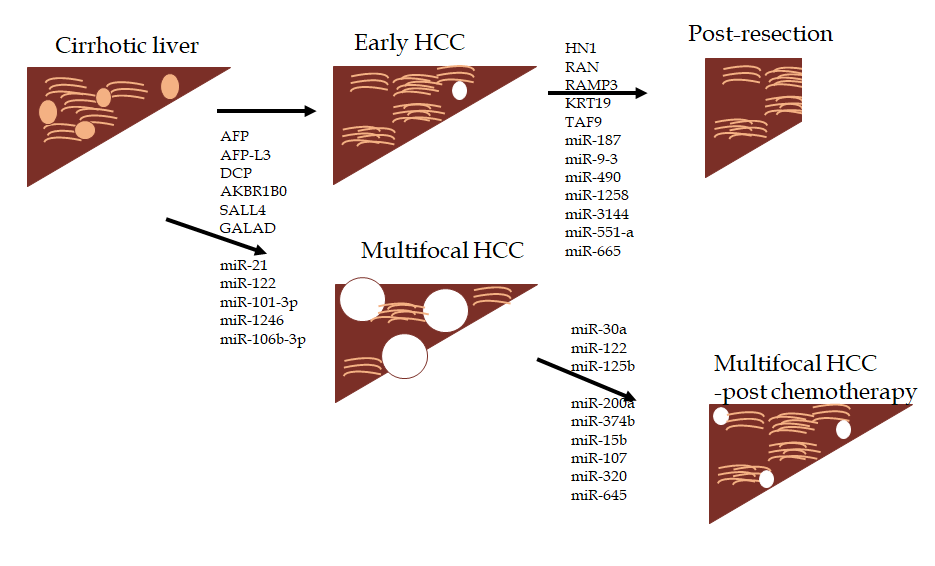 Cirrhotic liver
AFP
AFP-L3
DCP
AKBR1B0
SALL4
GALAD
miR-21
miR-122
miR-101-3p
miR-1246
miR-106b-3p
Early HCC
HN1
RAN
RAMP3
KRT19
TAF9
miR-187
miR-9-3
miR-490
miR-1258
miR-3144
miR-551-a
miR-665
Post-resection
Multifocal HCC
miR-30a
miR-122
miR-125b
miR-200a
miR-374b
miR-15b
miR-107
miR-320
miR-645
Multifocal HCC
-post chemotherapy